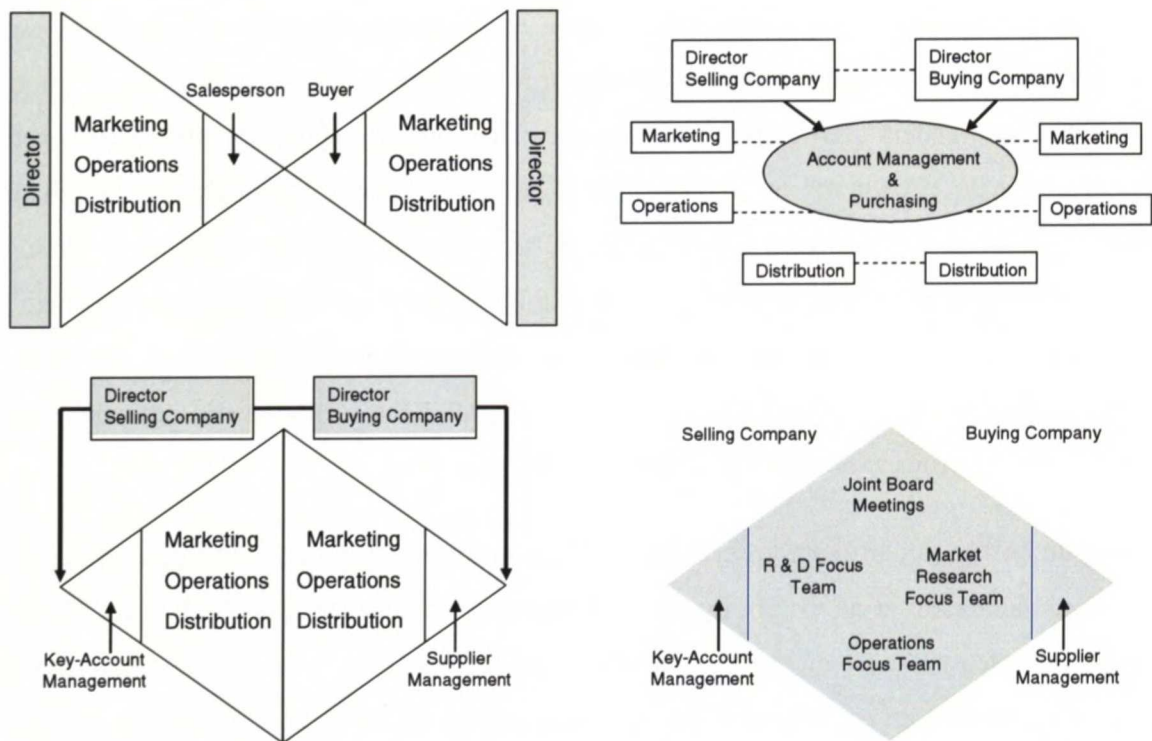 Director
Salesperson
Buyer
Marketing
Operations
Distribution
Marketing
Operations
Distribution
Director
Director
Selling Company
Director
Buying Company
Marketing
Marketing
Account Management
&
Purchasing
Operations
Operations
Distribution
Distribution
Director
Selling Company
Director
Buying Company
Marketing
Operations
Distribution
Marketing
Operations
Distribution
Key-Account
Management
Supplier
Management
Selling Company
Buying Company
Joint Board
Meetings
R & D Focus
Team
Market
Research
Focus Team
Operations
Focus Team
Key-Account
Management
Supplier
Management